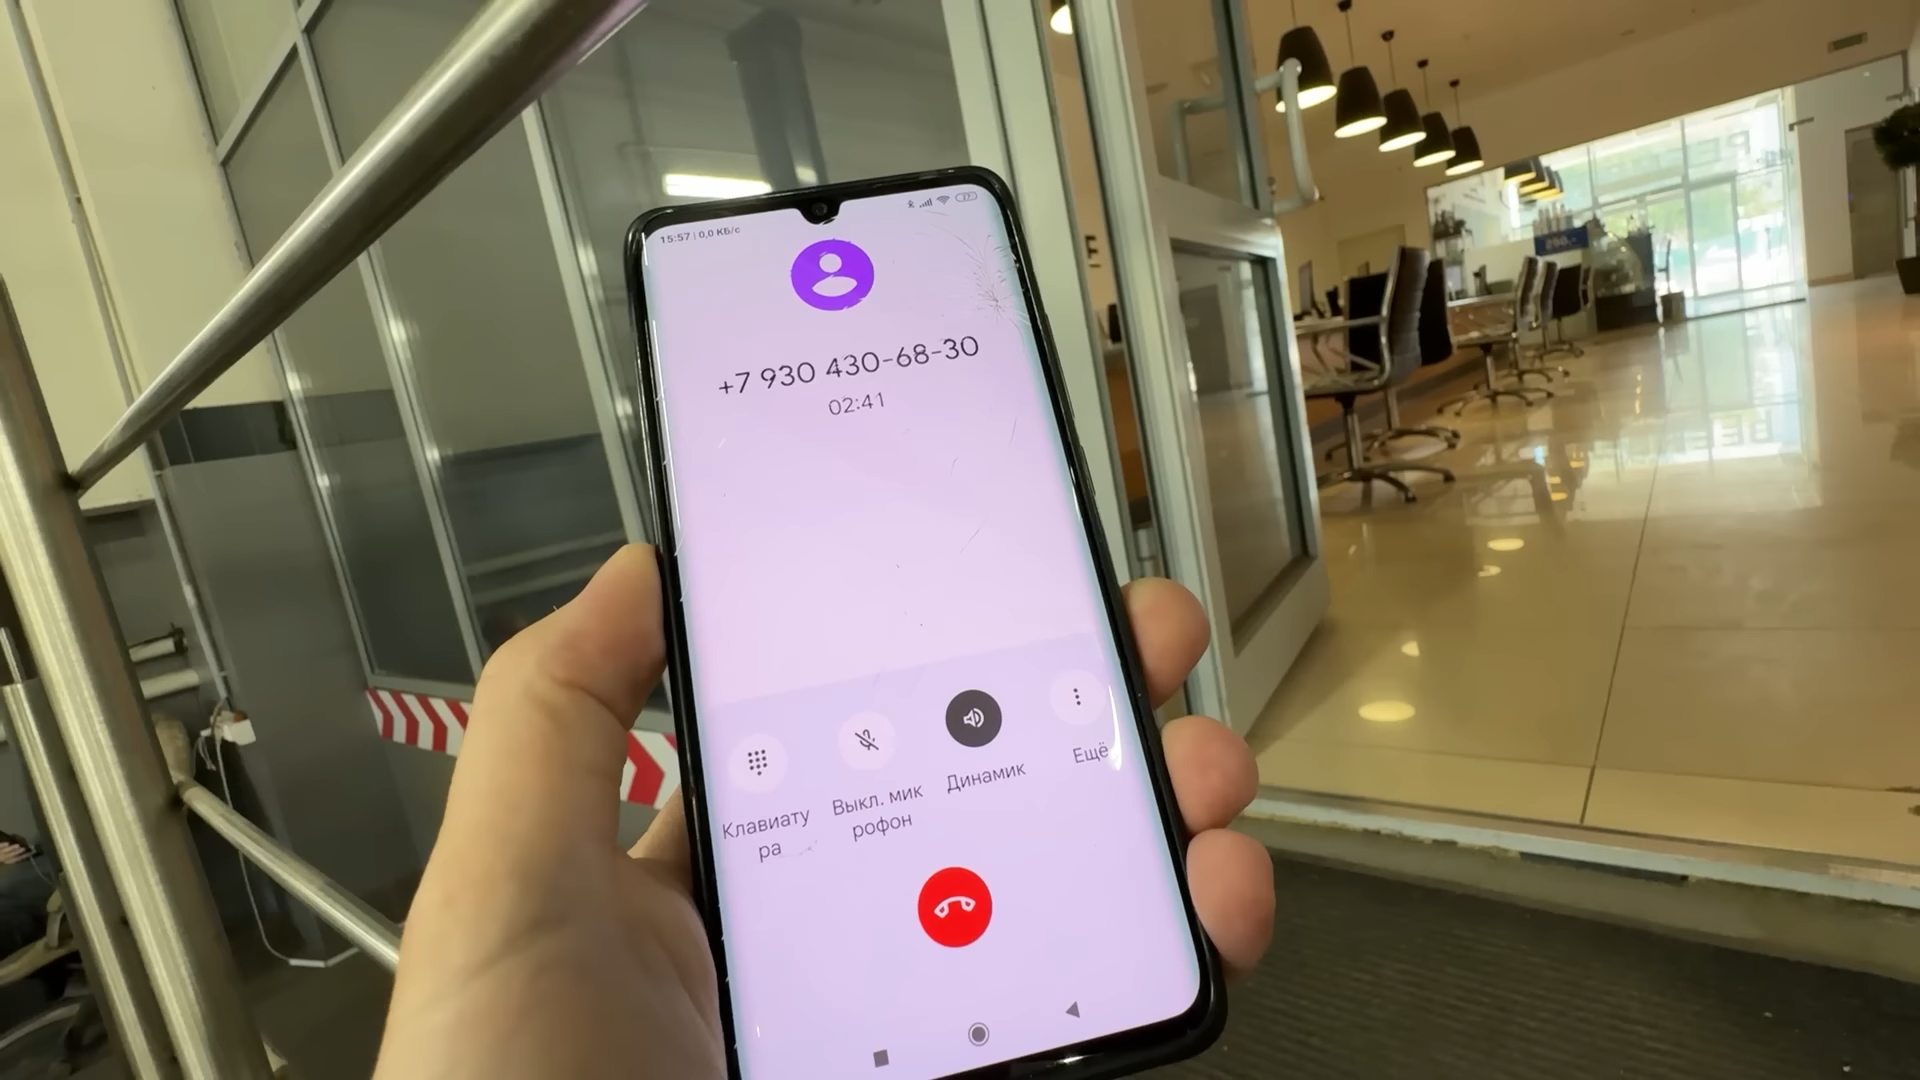 15:57 | 0,0 КБ/с
+7 930 430-68-30
02:41
Клавиату
ра
Выкл. мик
рофон
Динамик
Ещё